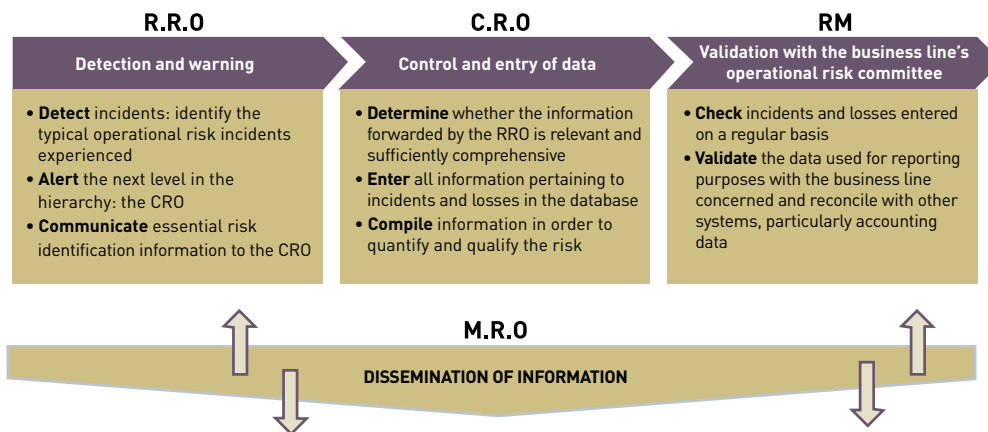 R.R.O
Detection and warning
• Detect incidents: identify the
typical operational risk incidents
experienced
• Alert the next level in the
hierarchy: the CRO
• Communicate essential risk
identification information to the CRO
C.R.O
Control and entry of data
• Determine whether the information
forwarded by the RRO is relevant and
sufficiently comprehensive
• Enter all information pertaining to
incidents and losses in the database
• Compile information in order to
quantify and qualify the risk
RM
Validation with the business line's
operational risk committee
• Check incidents and losses entered
on a regular basis
• Validate the data used for reporting
purposes with the business line
concerned and reconcile with other
systems, particularly accounting
data
M.R.O
DISSEMINATION OF INFORMATION